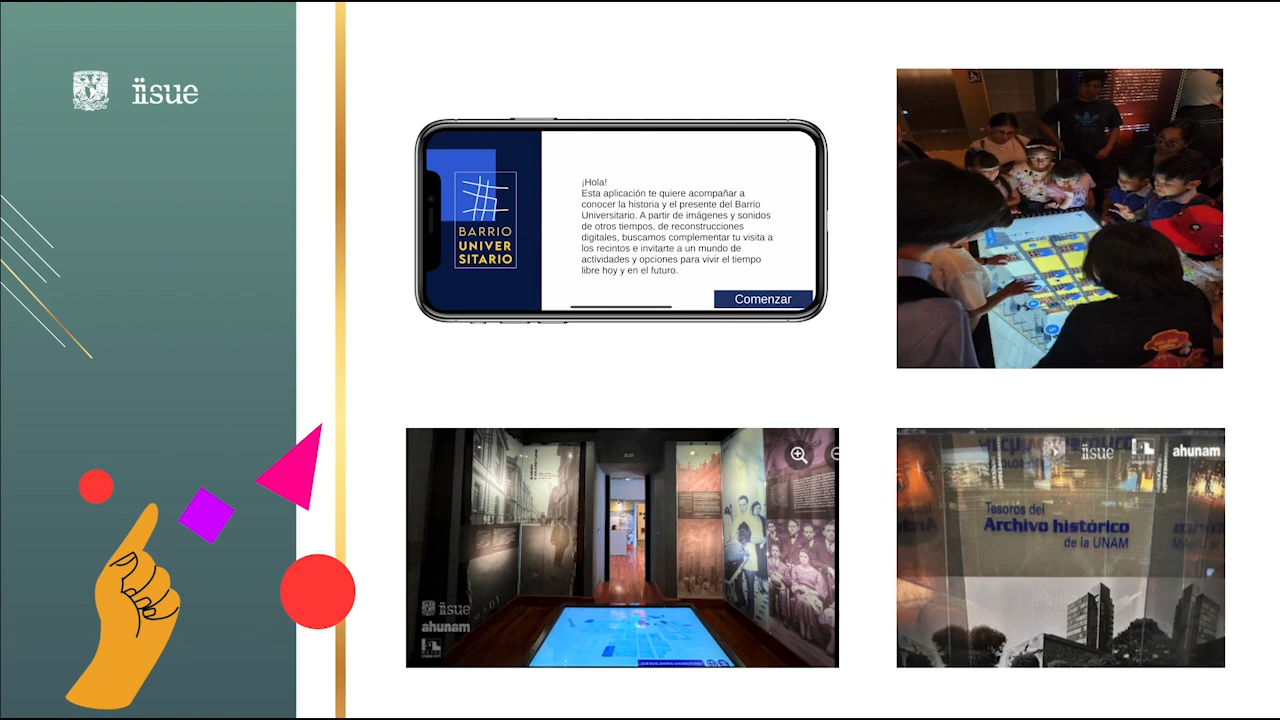 iisue
BARRIO
UNIVER
SITARIO
¡Hola!
Esta aplicación te quiere acompañar a
conocer la historia y el presente del Barrio
Universitario. A partir de imágenes y sonidos
de otros tiempos, de reconstrucciones
digitales, buscamos complementar tu visita a
los recintos e invitarte a un mundo de
actividades y opciones para vivir el tiempo
libre hoy y en el futuro.
Comenzar
iisue
ahunam
iisue
ahunam
Tesoros del
Archivo histórico
de la UNAM